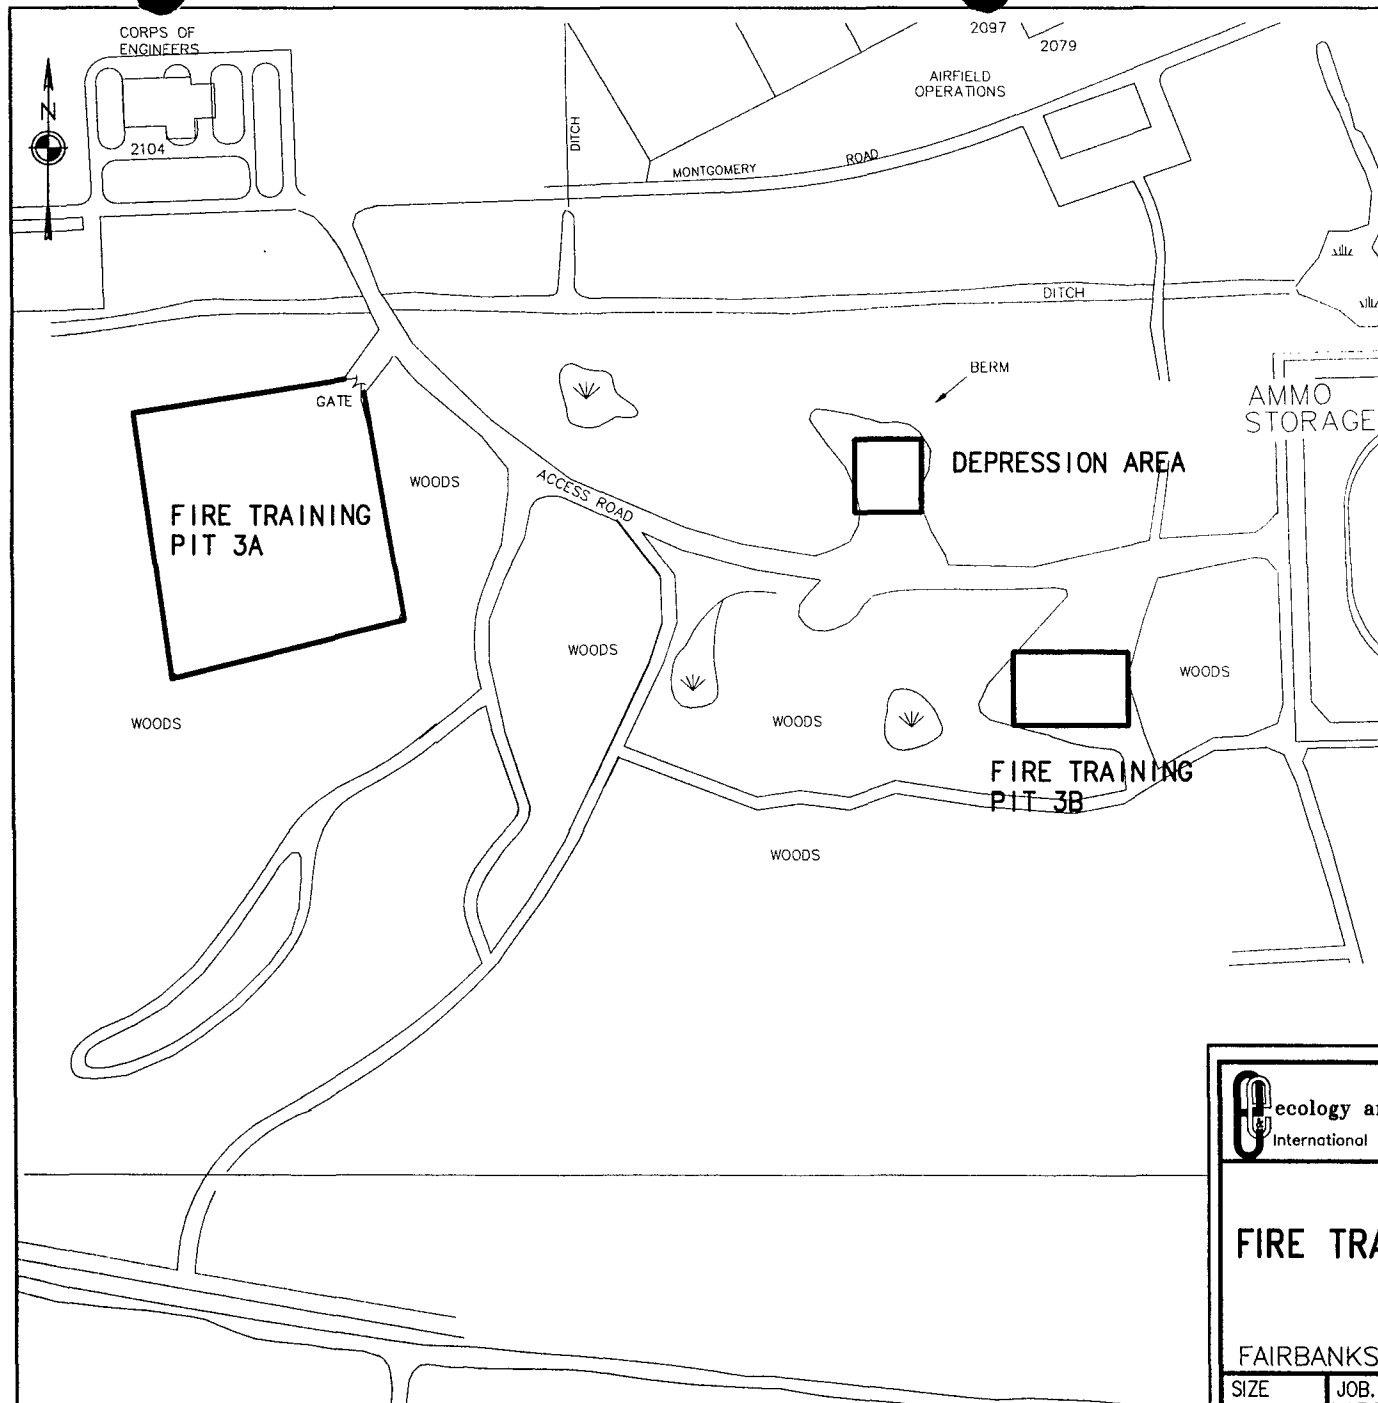 CORPS OF
ENGINEERS
N
2104
DITCH
2097
2079
AIRFIELD
OPERATIONS
MONTGOMERY ROAD
DITCH
BERM
GATE
AMMO
STORAGE
DEPRESSION AREA
WOODS
ACCESS ROAD
FIRE TRAINING
PIT 3A
WOODS
WOODS
WOODS
WOODS
FIRE TRAINING
PIT 3B
WOODS
ecology
International
FIRE
FAIRBANKS
SIZE
JOB.